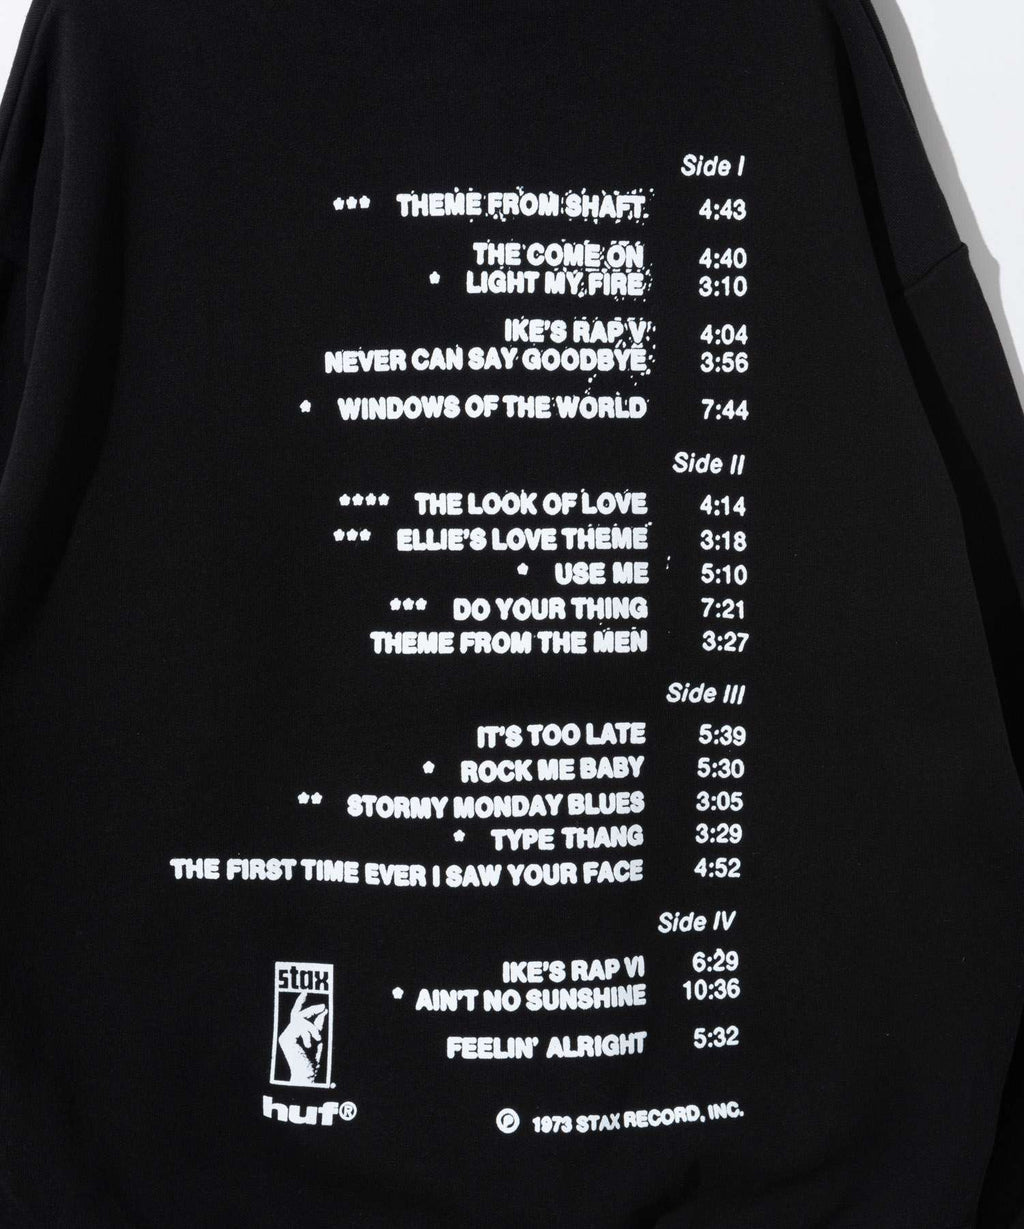 Side I
*** THEME FROM SHAFT. 4:43
THE COME ON 4:40
* LIGHT MY FIRE 3:10
IKE'S RAP V 4:04
NEVER CAN SAY GOODBYE 3:56
* WINDOWS OF THE WORLD 7:44
Side II
**** THE LOOK OF LOVE 4:14
*** ELLIE'S LOVE THEME 3:18
* USE ME 5:10
*** DO YOUR THING 7:21
THEME FROM THE MEN 3:27
Side III
IT'S TOO LATE 5:39
* ROCK ME BABY 5:30
** STORMY MONDAY BLUES 3:05
* TYPE THANG 3:29
THE FIRST TIME EVER I SAW YOUR FACE 4:52
Side IV
IKE'S RAP VI 6:29
* AIN'T NO SUNSHINE 10:36
FEELIN' ALRIGHT 5:32
stax
huf®
℗ 1973 STAX RECORD, INC.